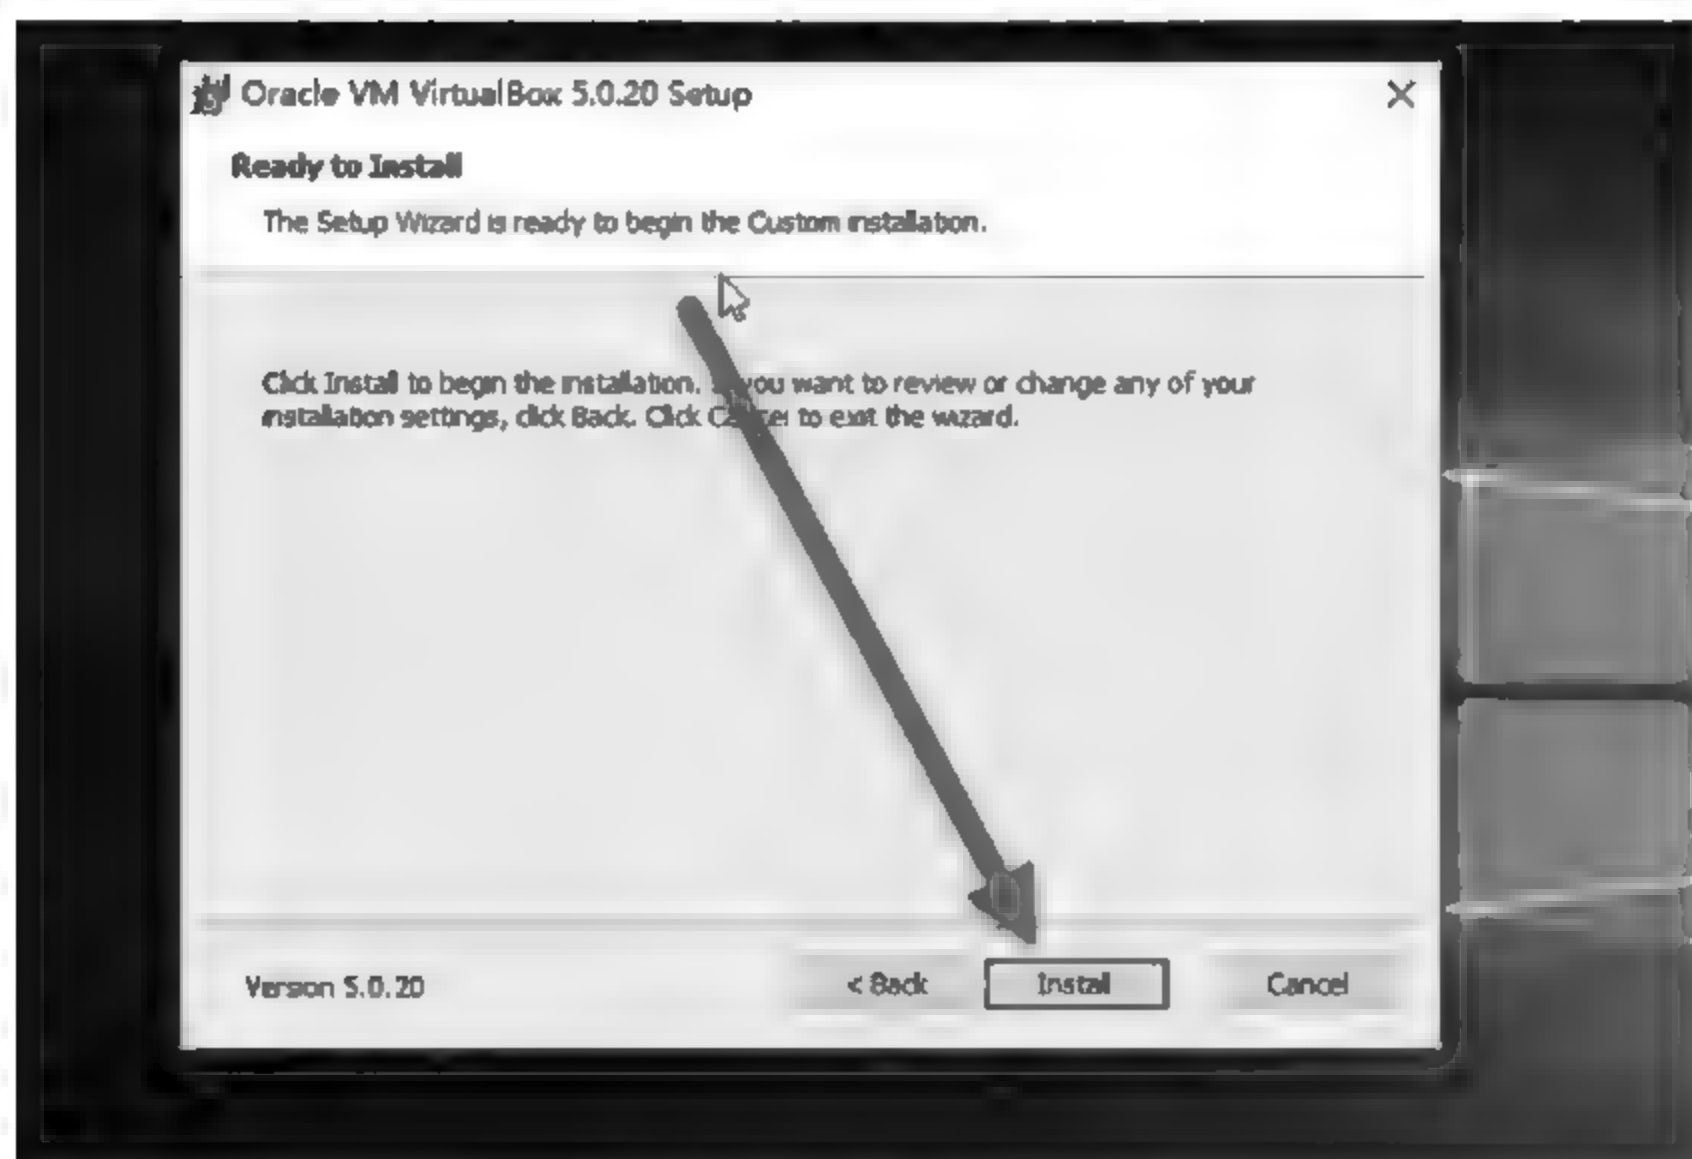 Oracle VM VirtualBox 5.0.20 Setup
Ready to Install
The Setup Wizard is ready to begin the Custom installation.
Click Install to begin the installation. you want to review or change any of your
installation settings, click Back. Click Cancel to exit the wizard.
Version 5.0.20
< Back
Install
Cancel